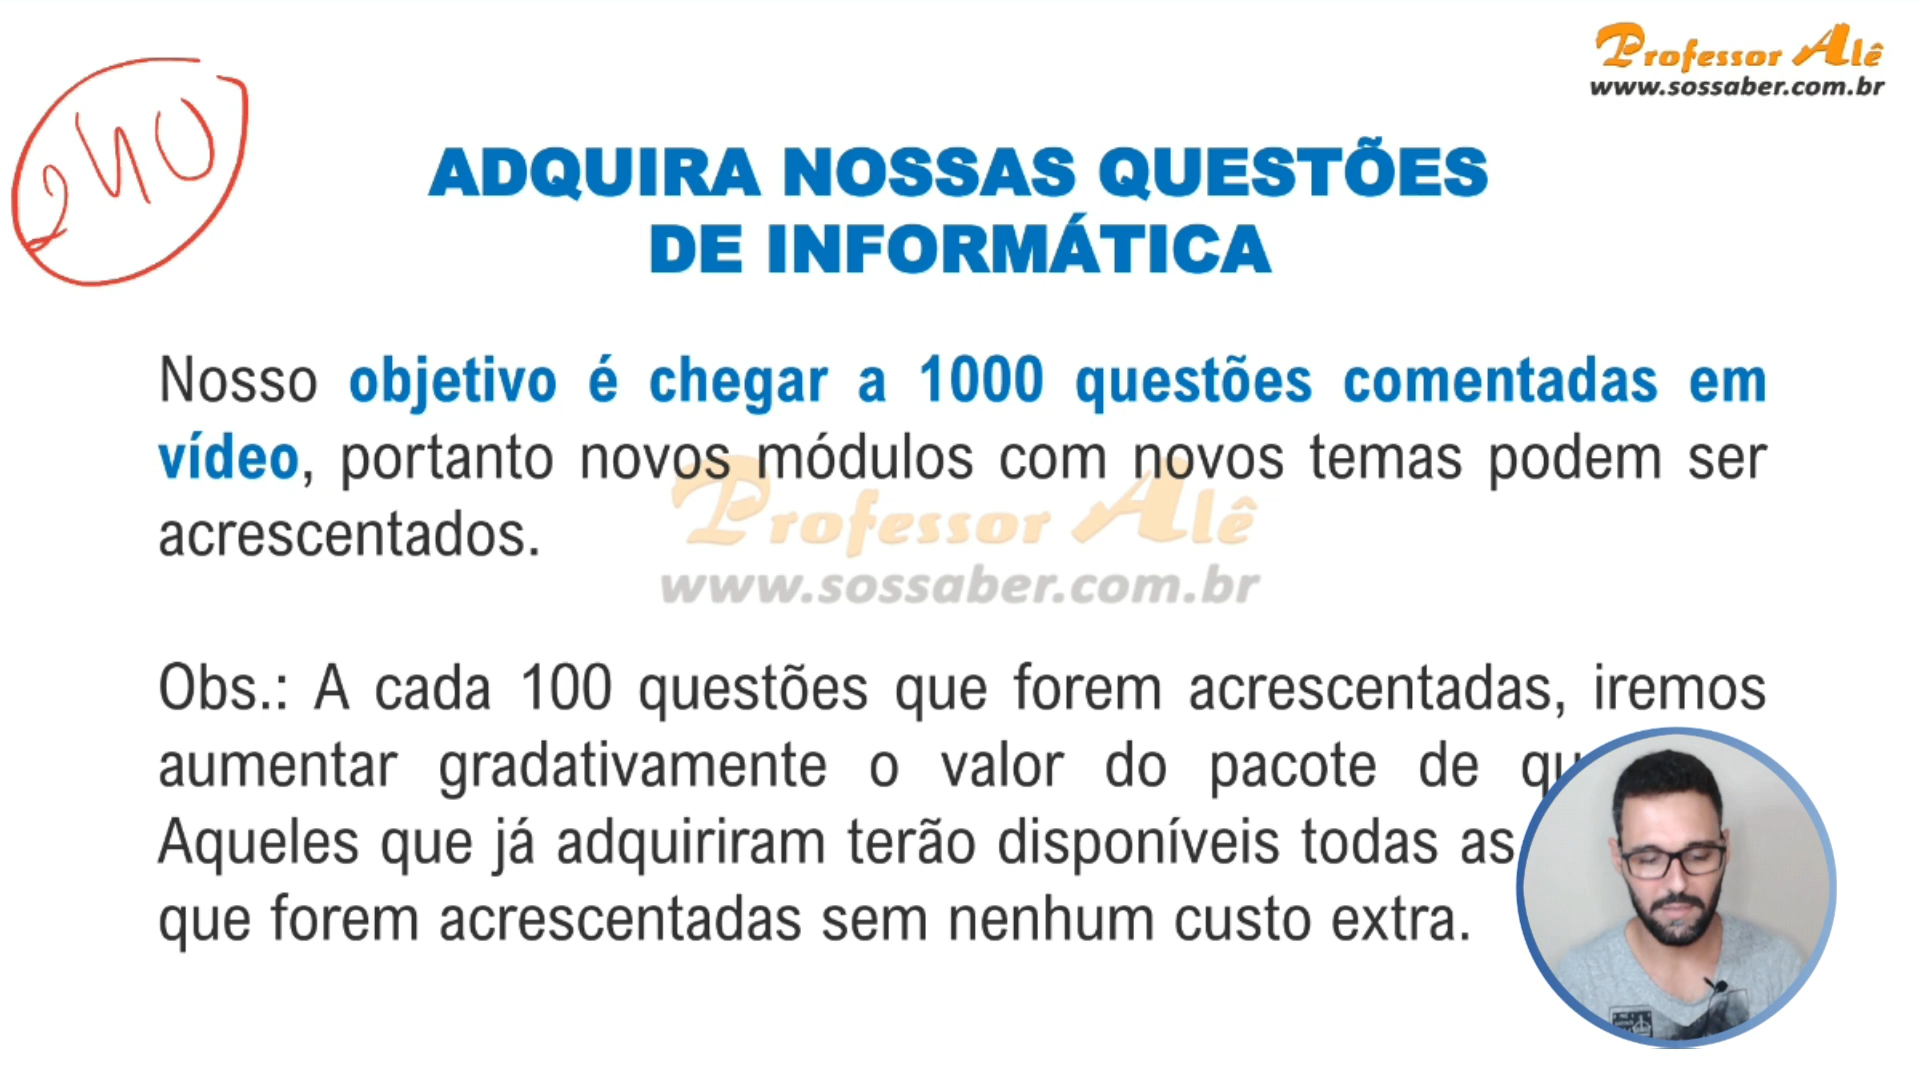 Professor Alê
www.sossaber.com.br
240
ADQUIRA NOSSAS QUESTÕES
DE INFORMÁTICA
Nosso objetivo é chegar a 1000 questões comentadas em
vídeo, portanto novos módulos com novos temas podem ser
acrescentados.
Professor Alê
www.sossaber.com.br
Obs.: A cada 100 questões que forem acrescentadas, iremos
aumentar gradativamente o valor do pacote de
Aqueles que já adquiriram terão disponíveis todas as
que forem acrescentadas sem nenhum custo extra.